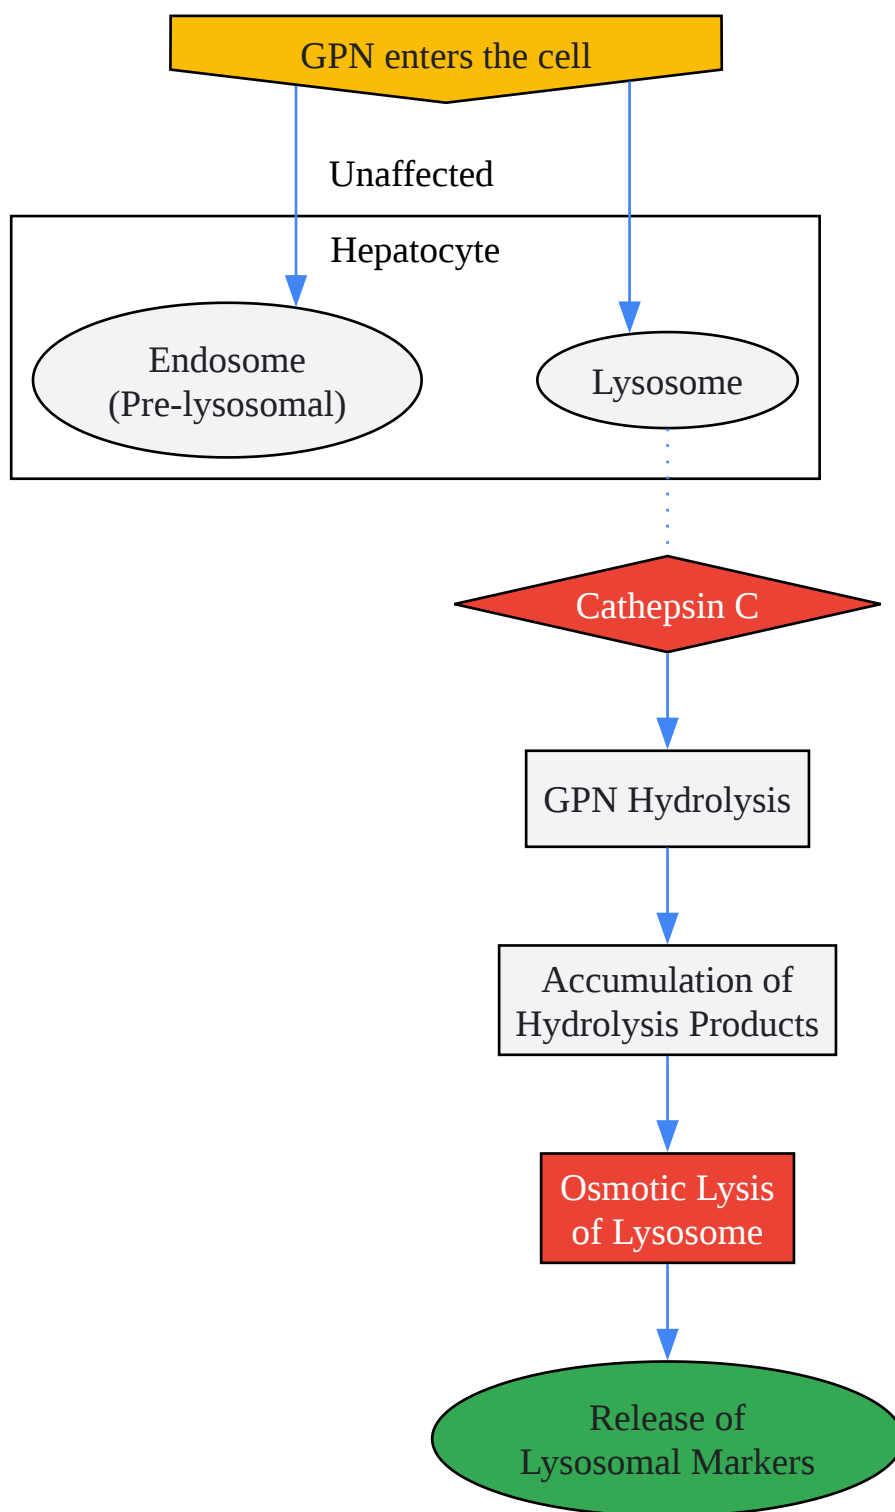 GPN enters the cell
Unaffected
Hepatocyte
Endosome
(Pre-lysosomal)
Lysosome
Cathepsin C
GPN Hydrolysis
Accumulation of
Hydrolysis Products
Osmotic Lysis
of Lysosome
Release of
Lysosomal Markers